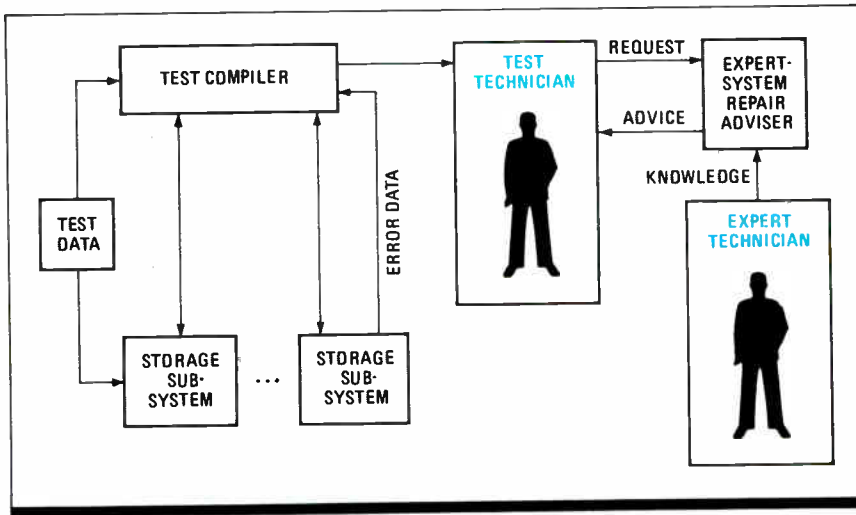 TEST COMPILER
TEST
TECHNICIAN
REQUEST
EXPERT-
SYSTEM
REPAIR
ADVISER
ADVICE
KNOWLEDGE
TEST
DATA
ERROR DATA
EXPERT
TECHNICIAN
STORAGE
SUB-
SYSTEM
...
STORAGE
SUB-
SYSTEM